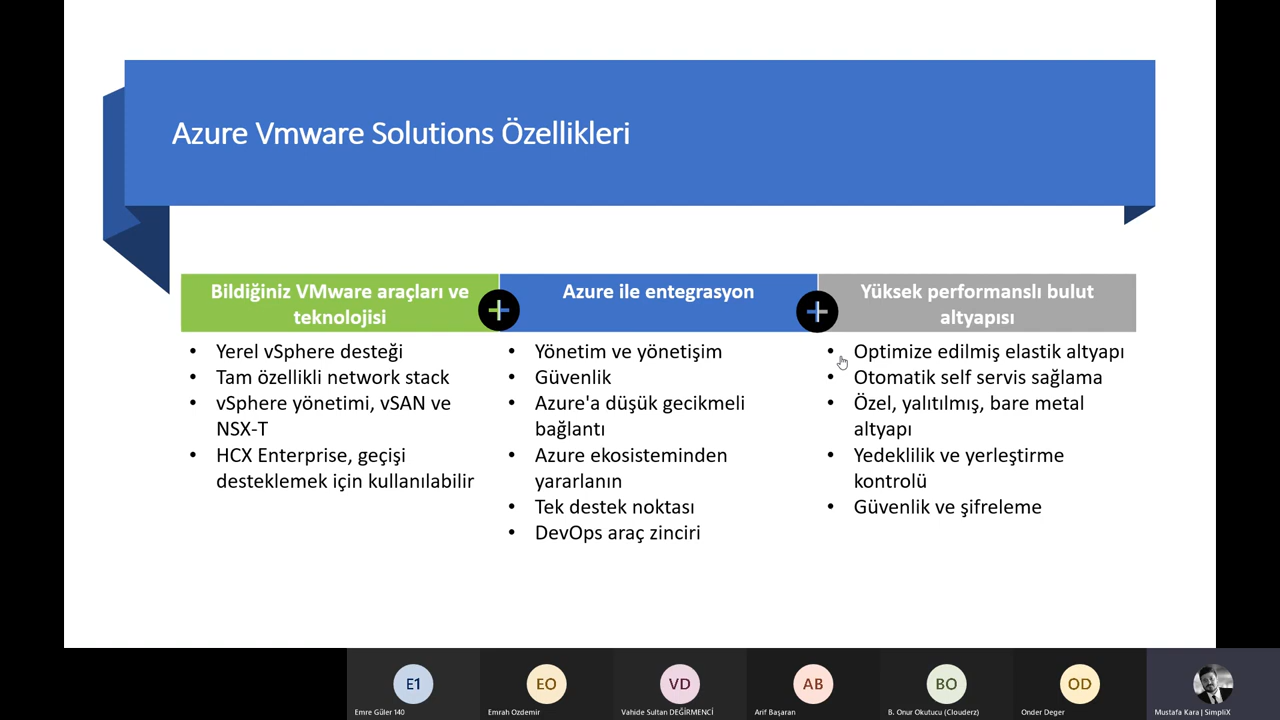 Azure Vmware Solutions Özellikleri
Bildiğiniz VMware araçları ve
teknolojisi
• Yerel vSphere desteği
• Tam özellikli network stack
• vSphere yönetimi, vSAN ve
NSX-T
• HCX Enterprise, geçişi
desteklemek için kullanılabilir
Azure ile entegrasyon
• Yönetim ve yönetişim
• Güvenlik
• Azure'a düşük gecikmeli
bağlantı
• Azure ekosisteminden
yararlanın
• Tek destek noktası
• DevOps araç zinciri
Yüksek performanslı bulut
altyapısı
• Optimize edilmiş elastik altyapı
• Otomatik self servis sağlama
• Özel, yalıtılmış, bare metal
altyapı
• Yedeklilik ve yerleştirme
kontrolü
• Güvenlik ve şifreleme
E1
Emre Güler 140
EO
Emrah Ozdemir
VD
Vahide Sultan DEĞİRMENCİ
AB
Arif Başaran
BO
B. Onur Okutucu (Clouderz)
OD
Onder Deger
Mustafa Kara | SimpliX